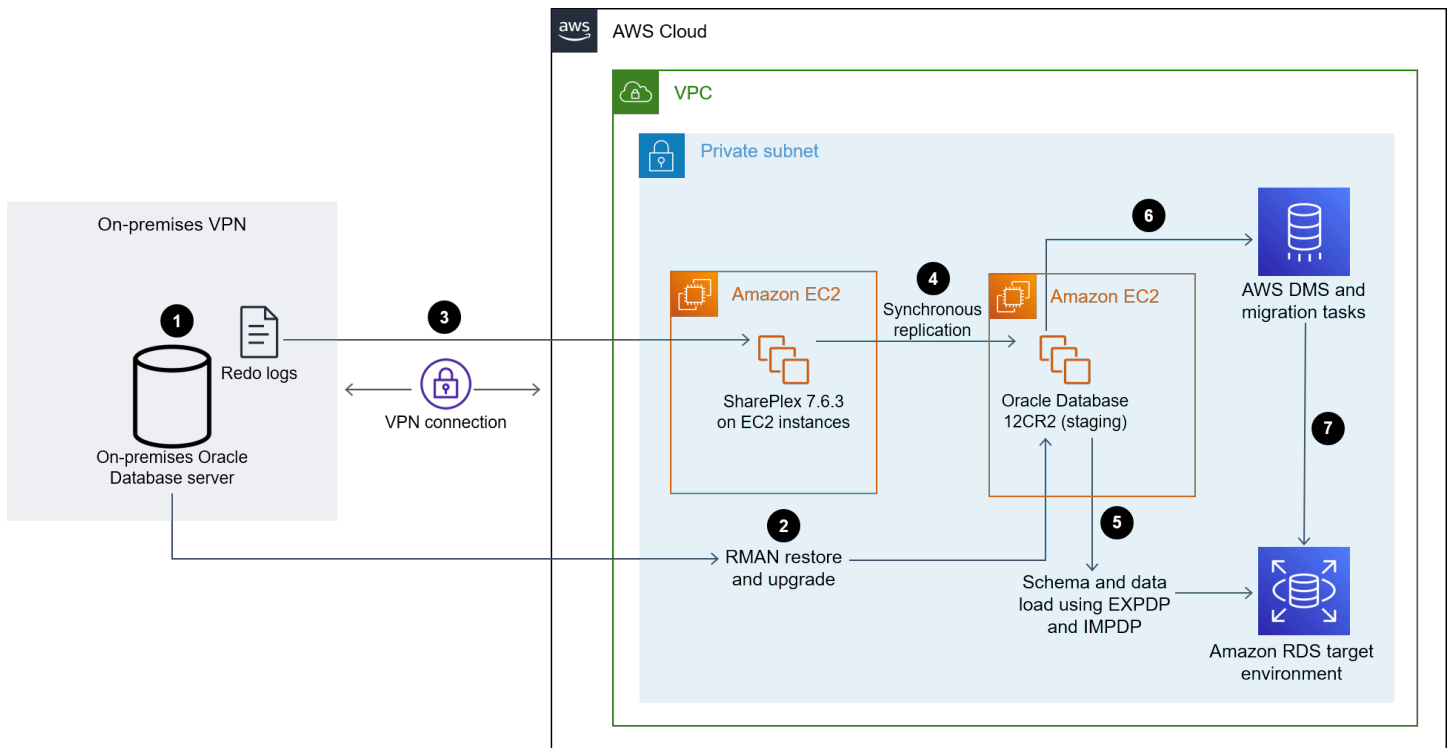 aws
AWS Cloud
VPC
Private subnet
On-premises VPN
1
Redo logs
On-premises Oracle
Database server
3
VPN connection
Amazon EC2
SharePlex 7.6.3
on EC2 instances
4
Synchronous
replication
Amazon EC2
Oracle Database
12CR2 (staging)
6
AWS DMS and
migration tasks
2
RMAN restore
and upgrade
5
Schema and data
load using EXPDP
and IMPDP
7
Amazon RDS target
environment